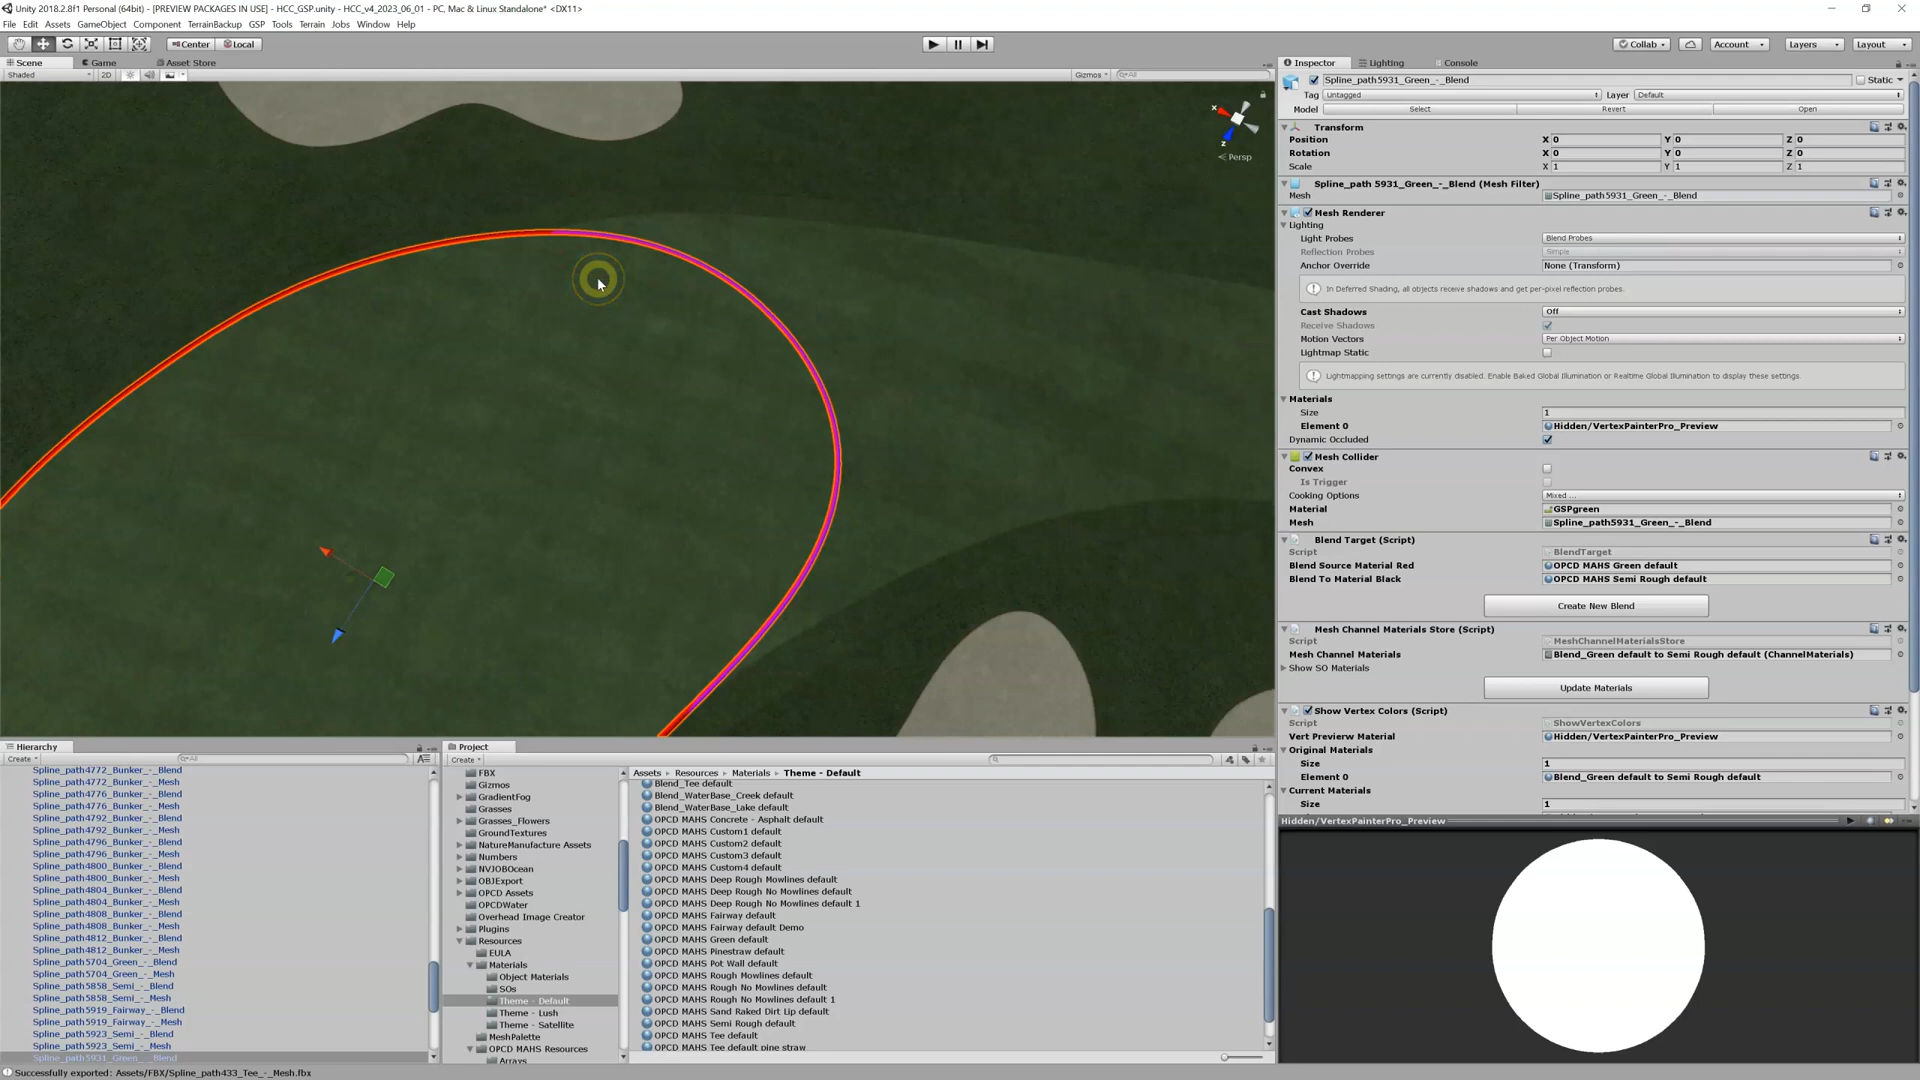 Unity 2018.2.8f1 Personal (64bit) - [PREVIEW PACKAGES IN USE] - HCC_GSP.unity - HCC_v4_2023_06_01 - PC, Mac & Linux Standalone* <DX11>
File Edit Assets GameObject Component TerrainBackup GSP Tools Terrain Jobs Window Help
Center Local
Collab Account Layers Layout
Scene Game Asset Store
Shaded 2D Gizmos All
x
z
Persp
Inspector Lighting Console
Spline_path5931_Green_-_Blend Static
Tag Untagged Layer Default
Model Select Revert Open
Transform
Position X 0 Y 0 Z 0
Rotation X 0 Y 0 Z 0
Scale X 1 Y 1 Z 1
Spline_path 5931_Green_-_Blend (Mesh Filter)
Mesh Spline_path5931_Green_-_Blend
Mesh Renderer
Lighting
Light Probes Blend Probes
Reflection Probes Simple
Anchor Override None (Transform)
In Deferred Shading, all objects receive shadows and get per-pixel reflection probes.
Cast Shadows Off
Receive Shadows
Motion Vectors Per Object Motion
Lightmap Static
Lightmapping settings are currently disabled. Enable Baked Global Illumination or Realtime Global Illumination to display these settings.
Materials
Size 1
Element 0 Hidden/VertexPainterPro_Preview
Dynamic Occluded
Mesh Collider
Convex
Is Trigger
Cooking Options Mixed ...
Material GSPgreen
Mesh Spline_path5931_Green_-_Blend
Blend Target (Script)
Script BlendTarget
Blend Source Material Red OPCD MAHS Green default
Blend To Material Black OPCD MAHS Semi Rough default
Create New Blend
Mesh Channel Materials Store (Script)
Script MeshChannelMaterialsStore
Mesh Channel Materials Blend_Green default to Semi Rough default (ChannelMaterials)
Show SO Materials
Update Materials
Show Vertex Colors (Script)
Script ShowVertexColors
Vert Previerw Material Hidden/VertexPainterPro_Preview
Original Materials
Size 1
Element 0 Blend_Green default to Semi Rough default
Current Materials
Size 1
Hidden/VertexPainterPro_Preview
Hierarchy
Create All
Spline_path4772_Bunker_-_Blend
Spline_path4772_Bunker_-_Mesh
Spline_path4776_Bunker_-_Blend
Spline_path4776_Bunker_-_Mesh
Spline_path4792_Bunker_-_Blend
Spline_path4792_Bunker_-_Mesh
Spline_path4796_Bunker_-_Blend
Spline_path4796_Bunker_-_Mesh
Spline_path4800_Bunker_-_Blend
Spline_path4800_Bunker_-_Mesh
Spline_path4804_Bunker_-_Blend
Spline_path4804_Bunker_-_Mesh
Spline_path4808_Bunker_-_Blend
Spline_path4808_Bunker_-_Mesh
Spline_path4812_Bunker_-_Blend
Spline_path4812_Bunker_-_Mesh
Spline_path5704_Green_-_Blend
Spline_path5704_Green_-_Mesh
Spline_path5858_Semi_-_Blend
Spline_path5858_Semi_-_Mesh
Spline_path5919_Fairway_-_Blend
Spline_path5919_Fairway_-_Mesh
Spline_path5923_Semi_-_Blend
Spline_path5923_Semi_-_Mesh
Spline_path5931_Green_-_Blend
Project
Create
FBX
Gizmos
GradientFog
Grasses
Grasses_Flowers
GroundTextures
NatureManufacture Assets
Numbers
NVJOBOcean
OBJExport
OPCD Assets
OPCDWater
Overhead Image Creator
Plugins
Resources
EULA
Materials
Object Materials
SOs
Theme - Default
Theme - Lush
Theme - Satellite
MeshPalette
OPCD MAHS Resources
Arrays
Assets Resources Materials Theme - Default
Blend_Tee default
Blend_WaterBase_Creek default
Blend_WaterBase_Lake default
OPCD MAHS Concrete - Asphalt default
OPCD MAHS Custom1 default
OPCD MAHS Custom2 default
OPCD MAHS Custom3 default
OPCD MAHS Custom4 default
OPCD MAHS Deep Rough Mowlines default
OPCD MAHS Deep Rough No Mowlines default
OPCD MAHS Deep Rough No Mowlines default 1
OPCD MAHS Fairway default
OPCD MAHS Fairway default Demo
OPCD MAHS Green default
OPCD MAHS Pinestraw default
OPCD MAHS Pot Wall default
OPCD MAHS Rough Mowlines default
OPCD MAHS Rough No Mowlines default
OPCD MAHS Rough No Mowlines default 1
OPCD MAHS Sand Raked Dirt Lip default
OPCD MAHS Semi Rough default
OPCD MAHS Tee default
OPCD MAHS Tee default pine straw
Successfully exported: Assets/FBX/Spline_path433_Tee_-_Mesh.fbx